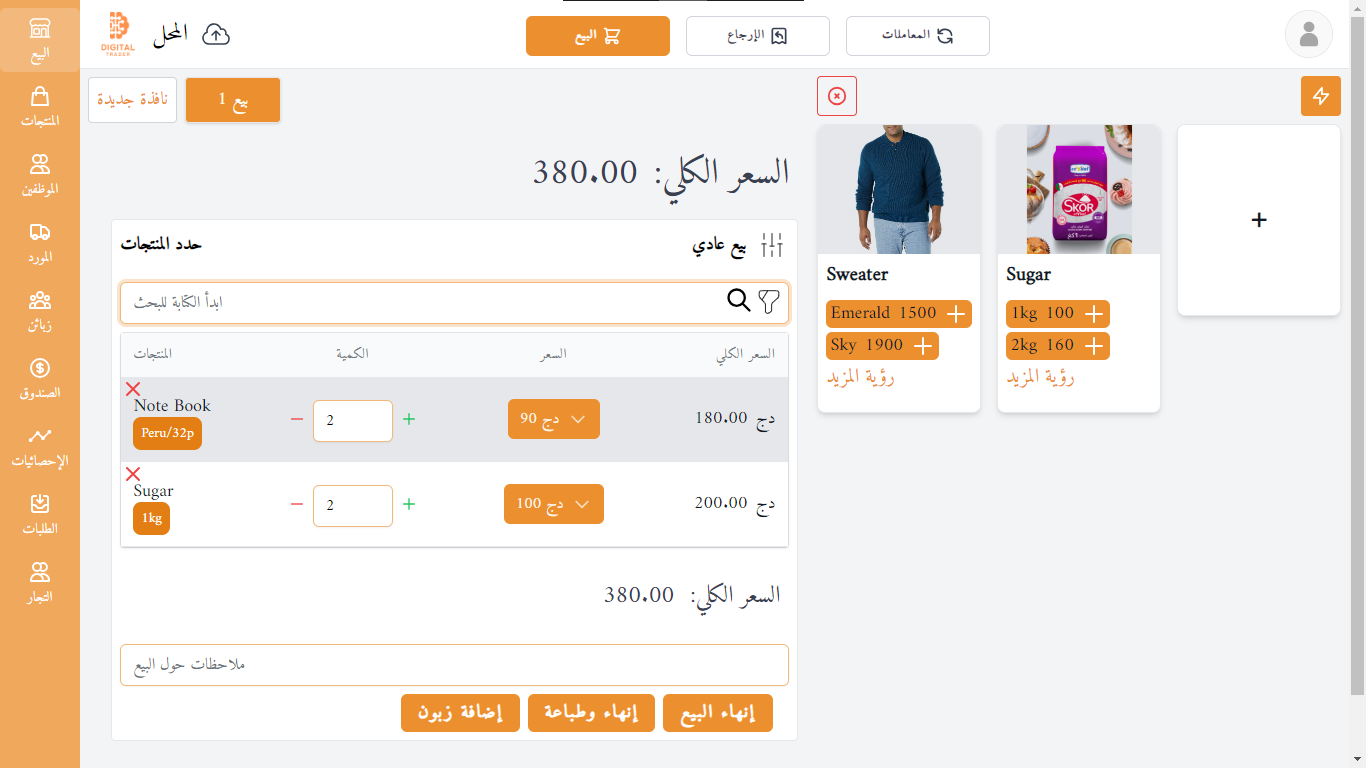 البيع
المنتجات
الموظفين
المورد
زبائن
الصندوق
الإحصائيات
الطلبات
التجار
DIGITAL
TRADER
المحل
البيع
الإرجاع
المعاملات
نافذة جديدة
بيع 1
السعر الكلي: 380.00
حدد المنتجات
بيع عادي
ابدأ الكتابة للبحث
المنتجات الكمية السعر السعر الكلي
Note Book
Peru/32p
2
90 دج
180.00 دج
Sugar
1kg
2
100 دج
200.00 دج
السعر الكلي: 380.00
ملاحظات حول البيع
إضافة زبون
إنهاء وطباعة
إنهاء البيع
Sweater
Emerald 1500 +
Sky 1900 +
رؤية المزيد
SKOR
Sugar
1kg 100 +
2kg 160 +
رؤية المزيد
+